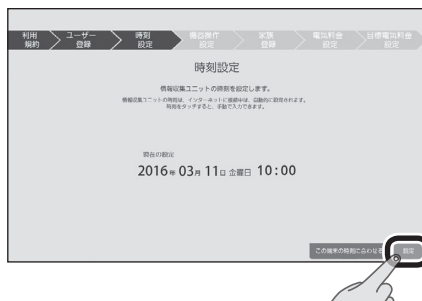 利用
規約
ユーザー
登録
時刻
設定
機器操作
設定
家族
登録
電気料金
設定
目標電気料金
設定
時刻設定
情報収集ユニットの時刻を設定します。
情報収集ユニットの時刻は、インターネットに接続中は、自動的に設定されます。
時刻をタッチすると、手動で入力できます。
現在の設定
2016年 03月 11日 金曜日 10:00
この端末の時刻に合わせる
設定